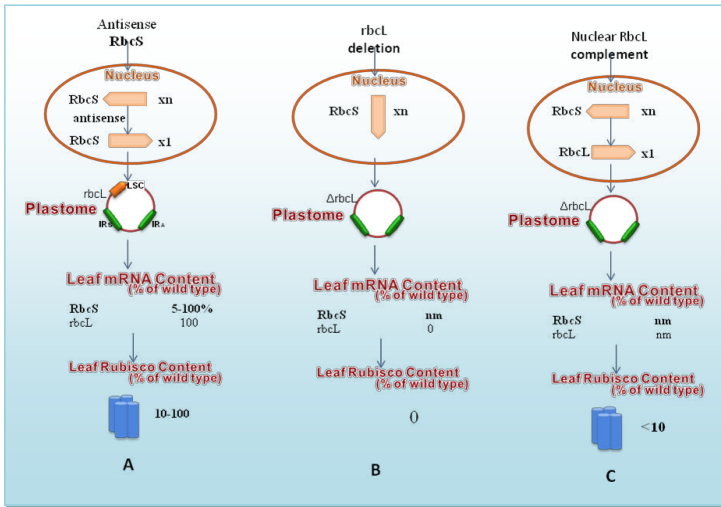 Antisense
RbcS
Nucleus
RbcS xn
antisense
RbcS x1
rbcL LSC
Plastome
IRB IRA
Leaf mRNA Content
(% of wild type)
RbcS 5-100%
rbcL 100
Leaf Rubisco Content
(% of wild type)
10-100
A
rbcL
deletion
Nucleus
RbcS xn
ΔrbcL
Plastome
Leaf mRNA Content
(% of wild type)
RbcS nm
rbcL 0
Leaf Rubisco Content
(% of wild type)
0
B
Nuclear RbcL
complement
Nucleus
RbcS xn
RbcL x1
ΔrbcL
Plastome
Leaf mRNA Content
(% of wild type)
RbcS nm
rbcL nm
Leaf Rubisco Content
(% of wild type)
<10
C